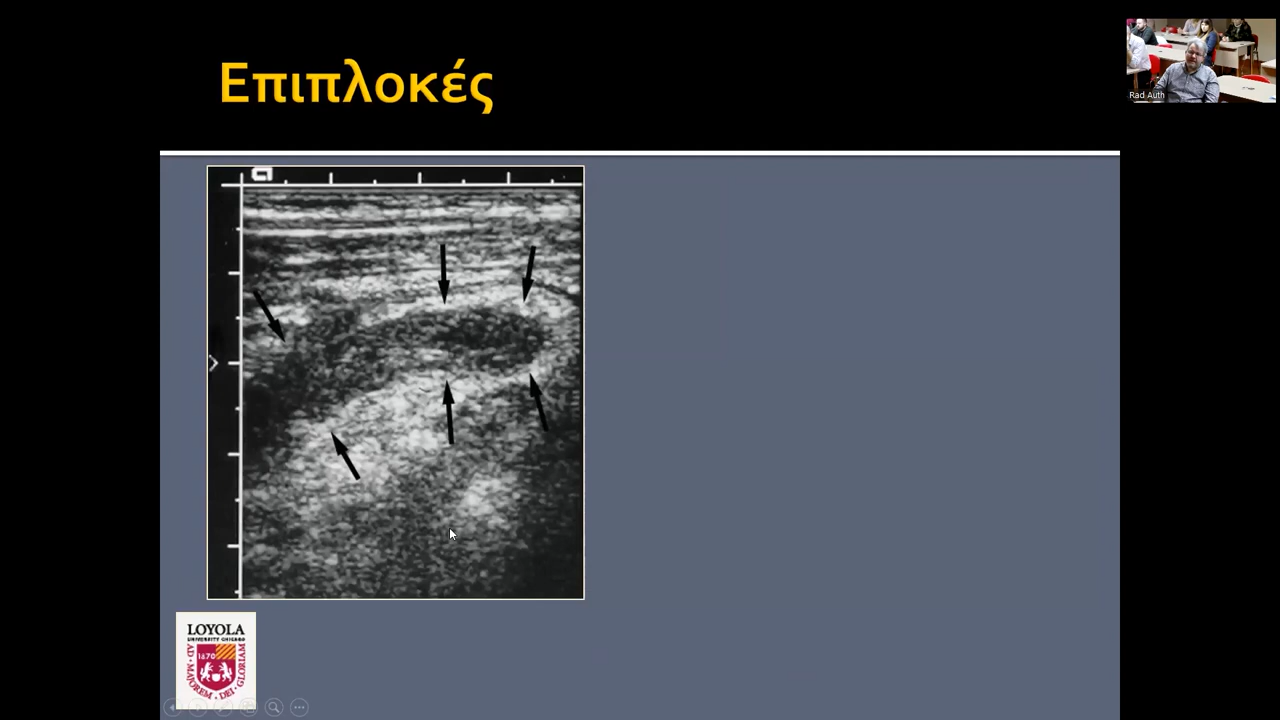 Επιπλοκές
Rad Auth
a
LOYOLA
UNIVERSITY CHICAGO
1870
AD • MAJOREM • DEI • GLORIAM